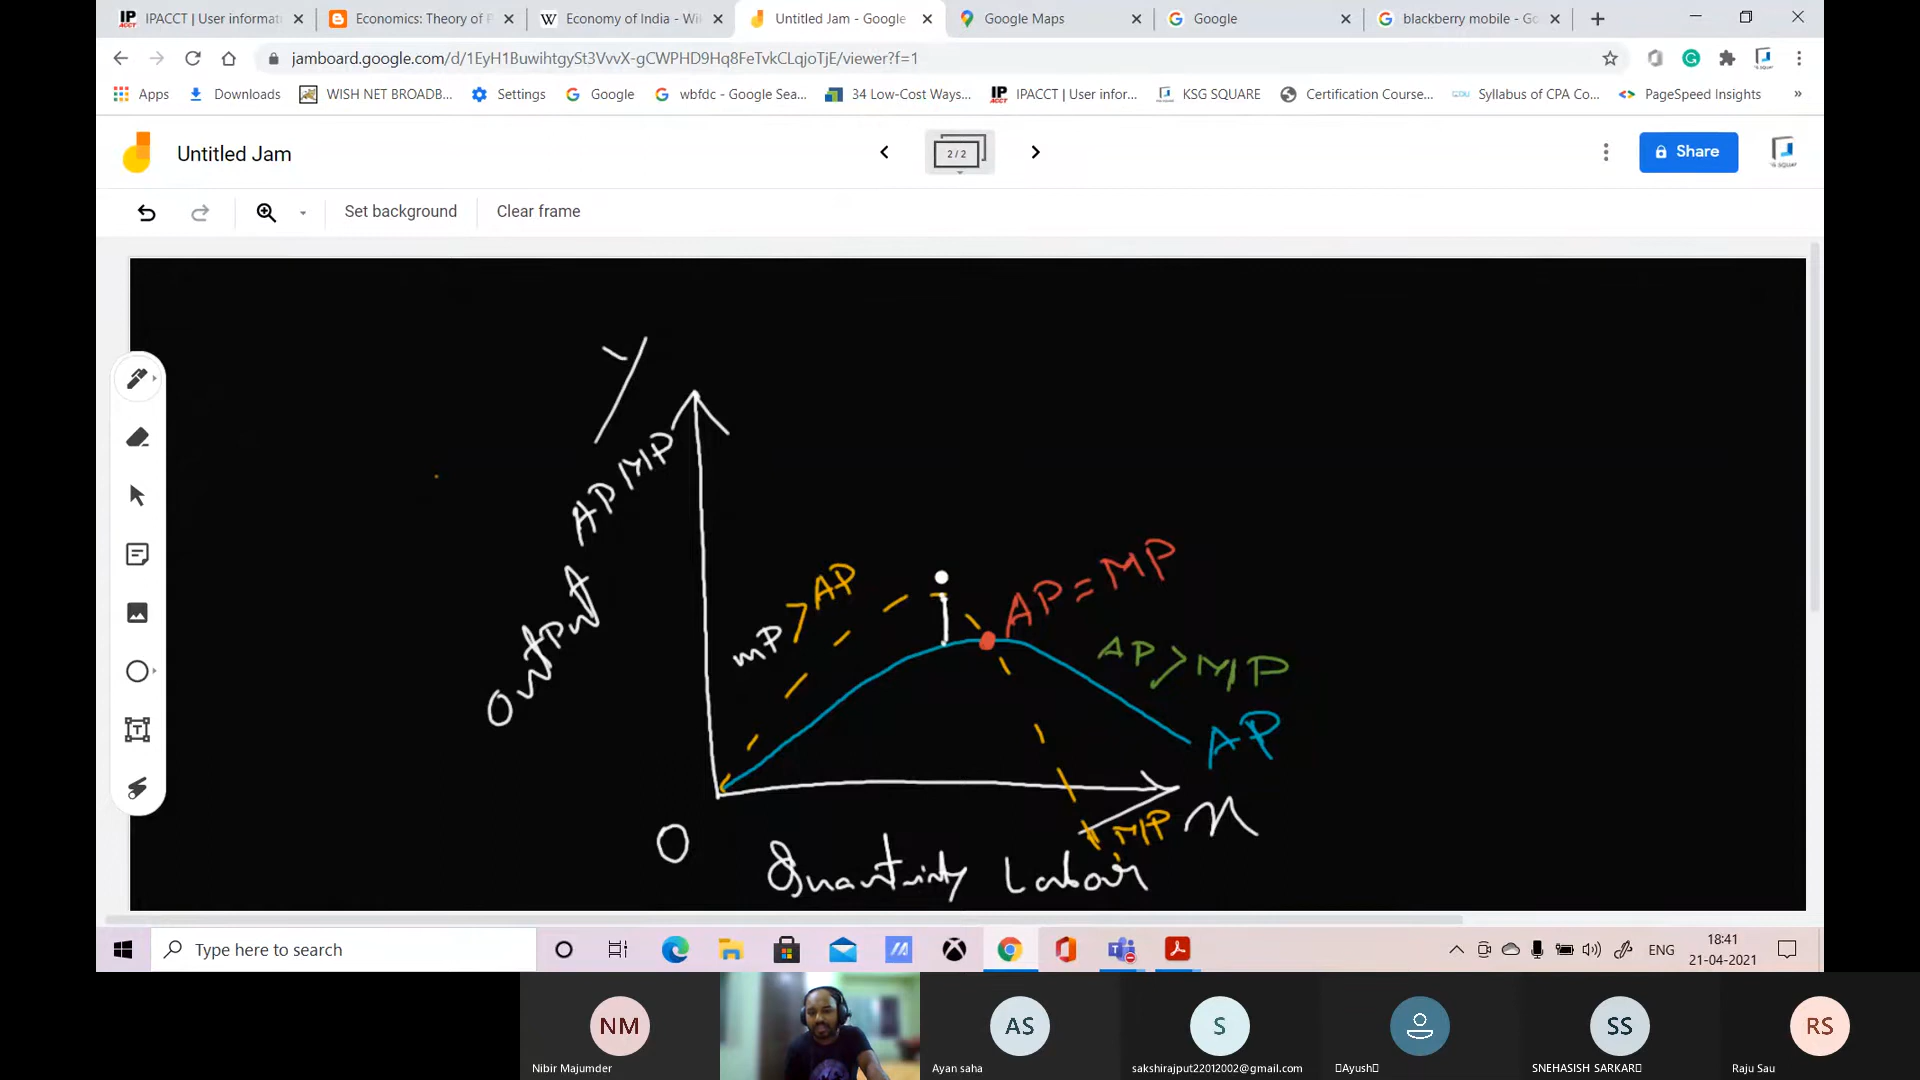 IPACCT | User informati
Economics: Theory of P
Economy of India - Wi
Untitled Jam - Google
Google Maps
Google
blackberry mobile - Go
jamboard.google.com/d/1EyH1BuwihtgySt3VvvX-gCWPHD9Hq8FeTvkCLqjoTjE/viewer?f=1
Apps
Downloads
WISH NET BROADB...
Settings
Google
wbfdc - Google Sea...
34 Low-Cost Ways...
IPACCT | User infor...
KSG SQUARE
Certification Course...
Syllabus of CPA Co...
PageSpeed Insights
Untitled Jam
2 / 2
Share
Set background
Clear frame
Y
AP MP
Output
mP > AP
AP = MP
AP > MP
AP
MP
O
Quantity Labour
Type here to search
ENG
18:41
21-04-2021
NM
AS
S
SS
RS
Nibir Majumder
Ayan saha
sakshirajput22012002@gmail.com
Ayush
SNEHASISH SARKAR
Raju Sau